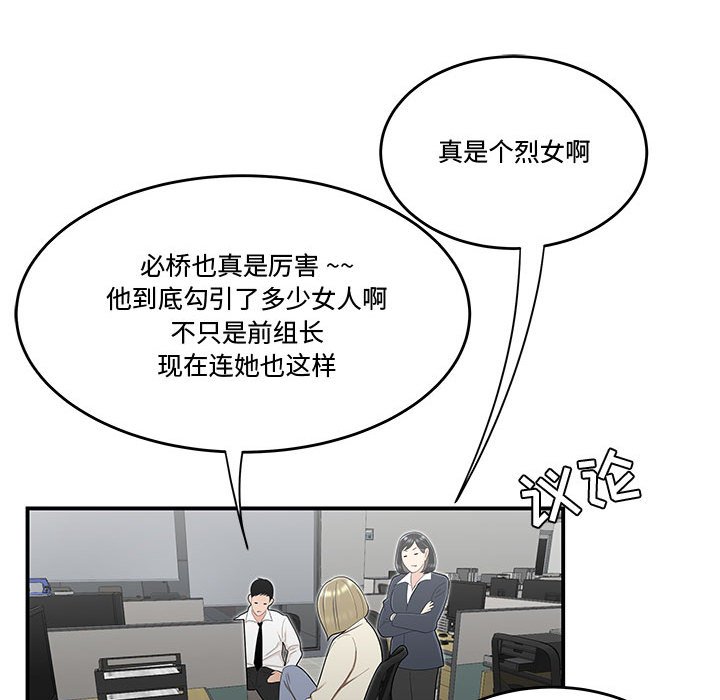 真是个烈女啊
必桥也真是厉害 ~~
他到底勾引了多少女人啊
不只是前组长
现在连她也这样
议论